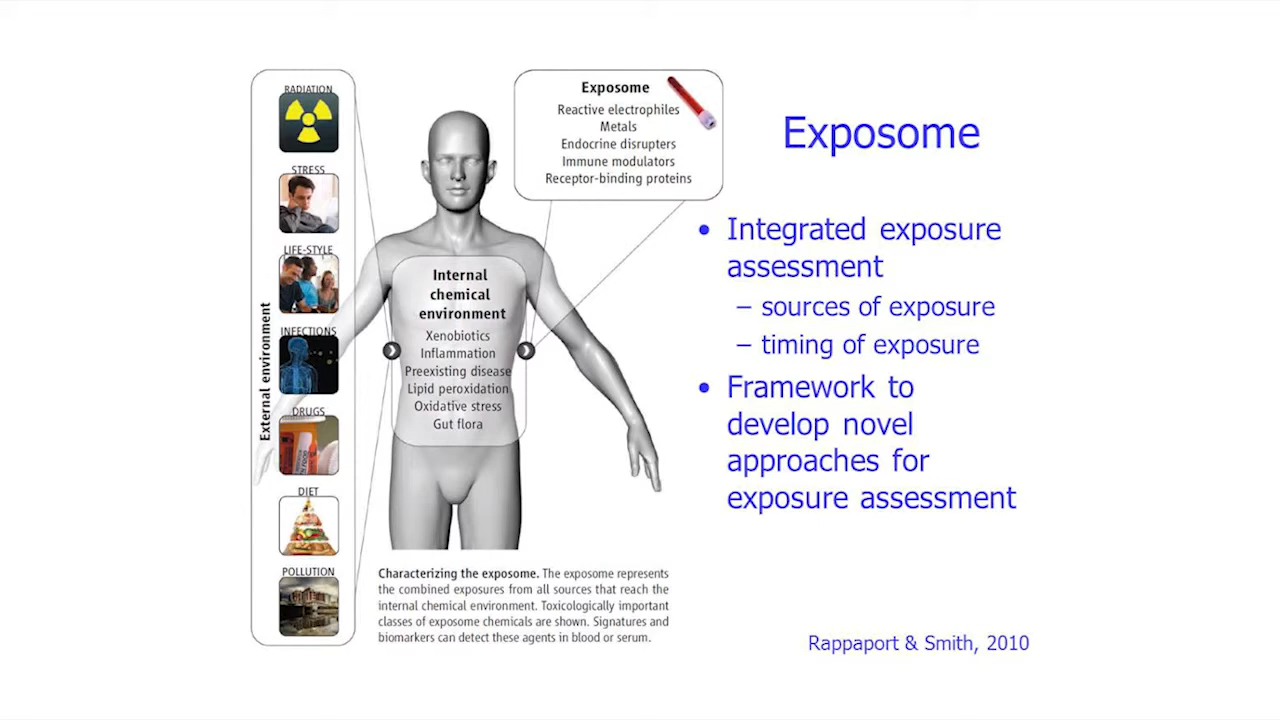 RADIATION
STRESS
LIFE-STYLE
INFECTIONS
DRUGS
DIET
POLLUTION
External environment
Exposome
Reactive electrophiles
Metals
Endocrine disrupters
Immune modulators
Receptor-binding proteins
Internal
chemical
environment
Xenobiotics
Inflammation
Preexisting disease
Lipid peroxidation
Oxidative stress
Gut flora
Characterizing the exposome. The exposome represents
the combined exposures from all sources that reach the
internal chemical environment. Toxicologically important
classes of exposome chemicals are shown. Signatures and
biomarkers can detect these agents in blood or serum.
Exposome
• Integrated exposure
assessment
– sources of exposure
– timing of exposure
• Framework to
develop novel
approaches for
exposure assessment
Rappaport & Smith, 2010